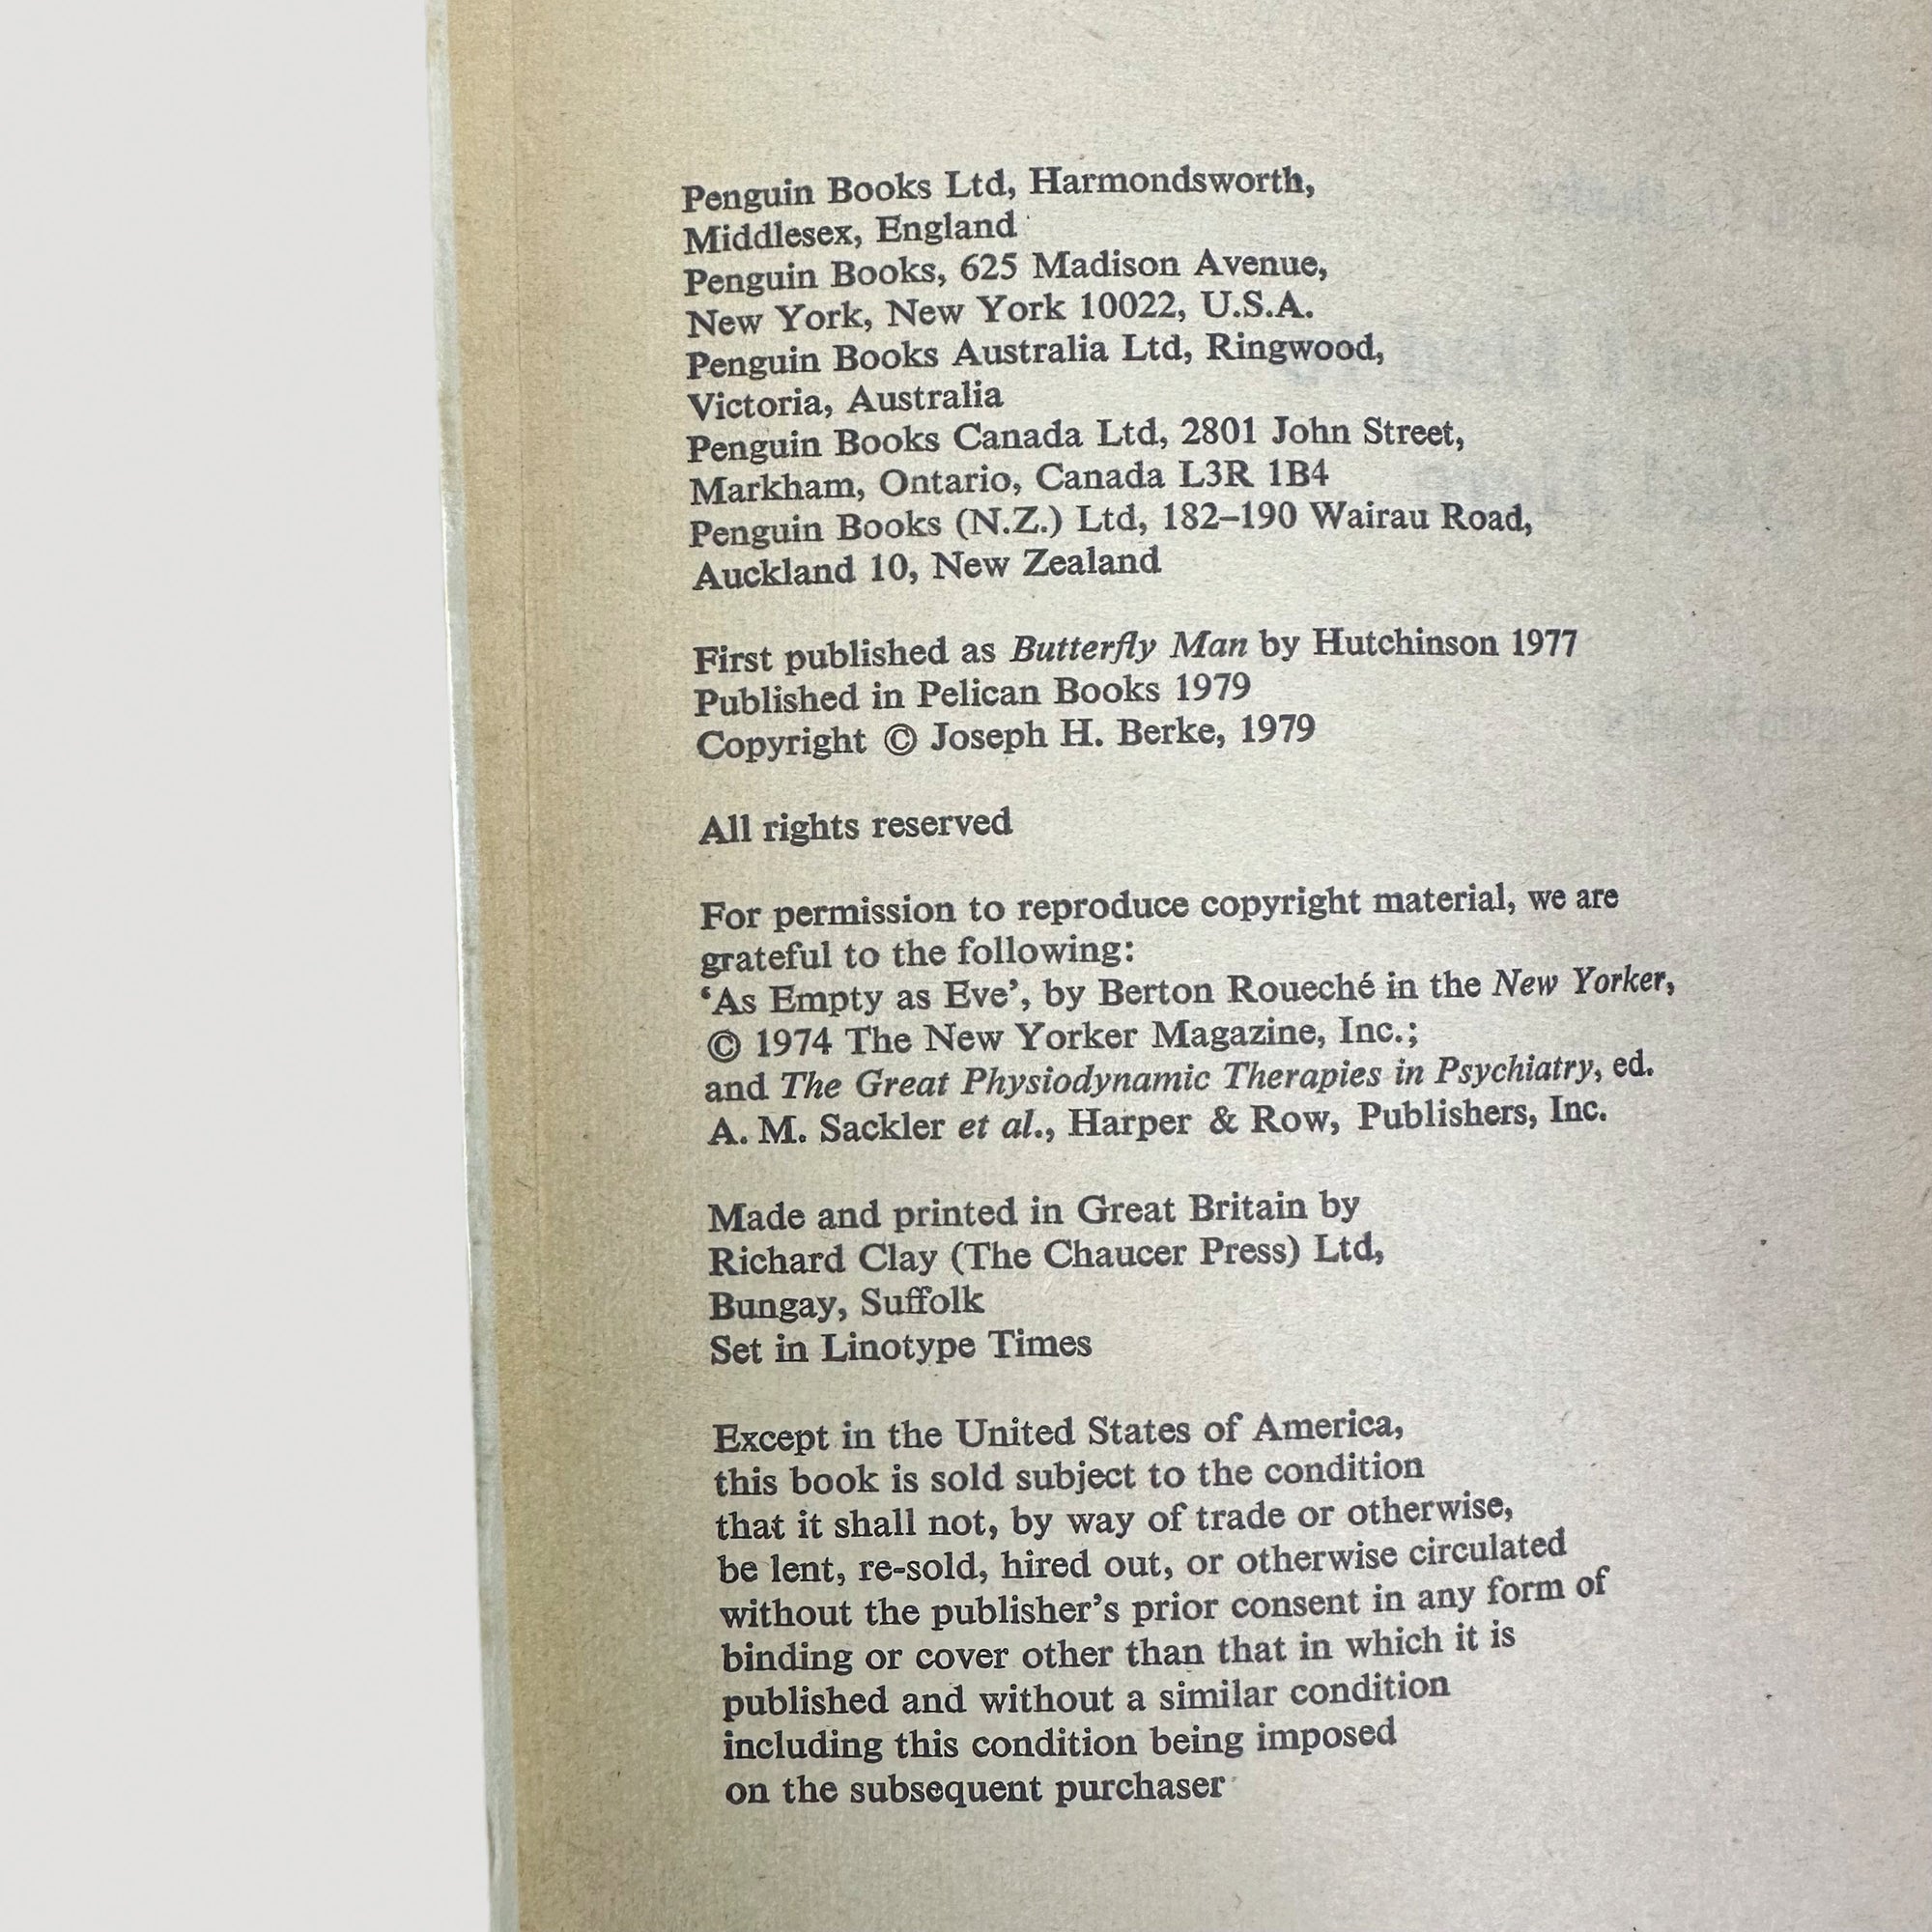 Penguin Books Ltd, Harmondsworth,
Middlesex, England
Penguin Books, 625 Madison Avenue,
New York, New York 10022, U.S.A.
Penguin Books Australia Ltd, Ringwood,
Victoria, Australia
Penguin Books Canada Ltd, 2801 John Street,
Markham, Ontario, Canada L3R 1B4
Penguin Books (N.Z.) Ltd, 182–190 Wairau Road,
Auckland 10, New Zealand
First published as Butterfly Man by Hutchinson 1977
Published in Pelican Books 1979
Copyright © Joseph H. Berke, 1979
All rights reserved
For permission to reproduce copyright material, we are
grateful to the following:
‘As Empty as Eve’, by Berton Roueché in the New Yorker,
© 1974 The New Yorker Magazine, Inc.;
and The Great Physiodynamic Therapies in Psychiatry, ed.
A. M. Sackler et al., Harper & Row, Publishers, Inc.
Made and printed in Great Britain by
Richard Clay (The Chaucer Press) Ltd,
Bungay, Suffolk
Set in Linotype Times
Except in the United States of America,
this book is sold subject to the condition
that it shall not, by way of trade or otherwise,
be lent, re-sold, hired out, or otherwise circulated
without the publisher’s prior consent in any form of
binding or cover other than that in which it is
published and without a similar condition
including this condition being imposed
on the subsequent purchaser